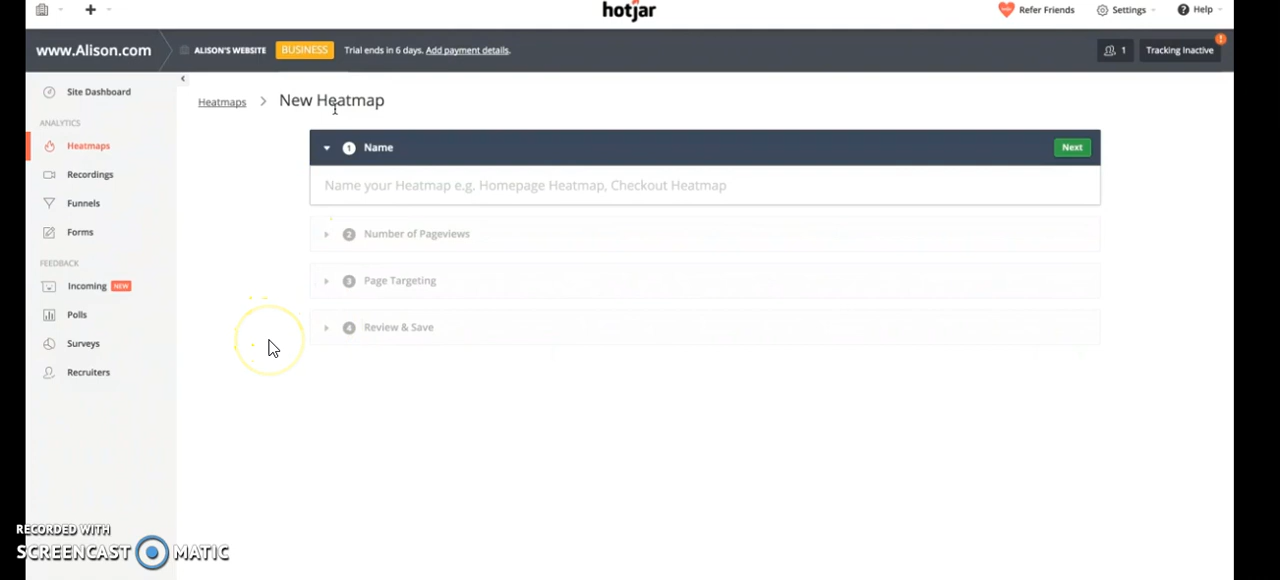 hotjar
Refer Friends
Settings
Help
www.Alison.com
ALISON'S WEBSITE
BUSINESS
Trial ends in 6 days. Add payment details.
1
Tracking Inactive
!
Site Dashboard
ANALYTICS
Heatmaps
Recordings
Funnels
Forms
FEEDBACK
Incoming NEW
Polls
Surveys
Recruiters
Heatmaps > New Heatmap
1 Name
Next
Name your Heatmap e.g. Homepage Heatmap, Checkout Heatmap
2 Number of Pageviews
3 Page Targeting
4 Review & Save
RECORDED WITH
SCREENCAST MATIC